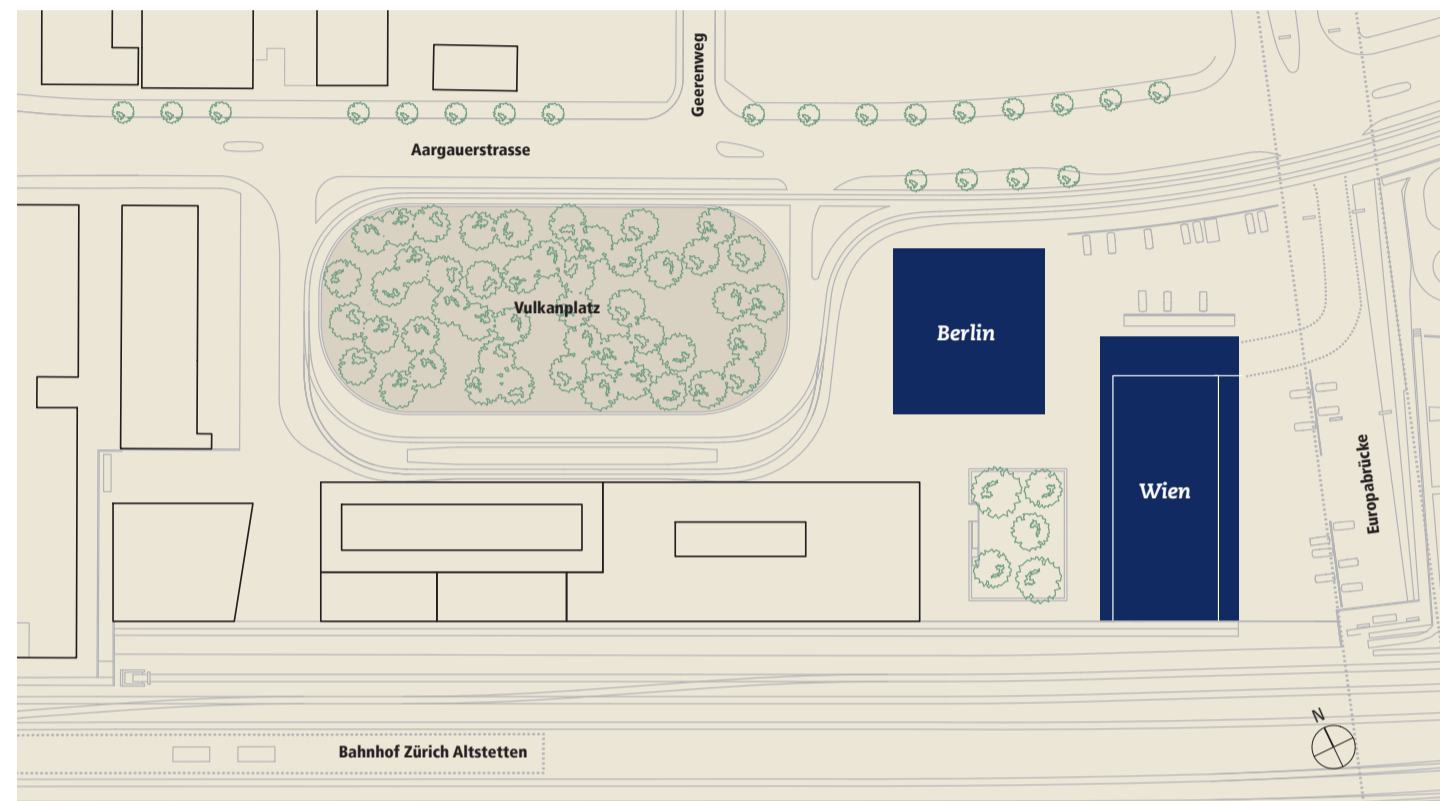 Geerenweg
Aargauerstrasse
Vulkanplatz
Berlin
Wien
Europabrücke
N
Bahnhof Zürich Altstetten